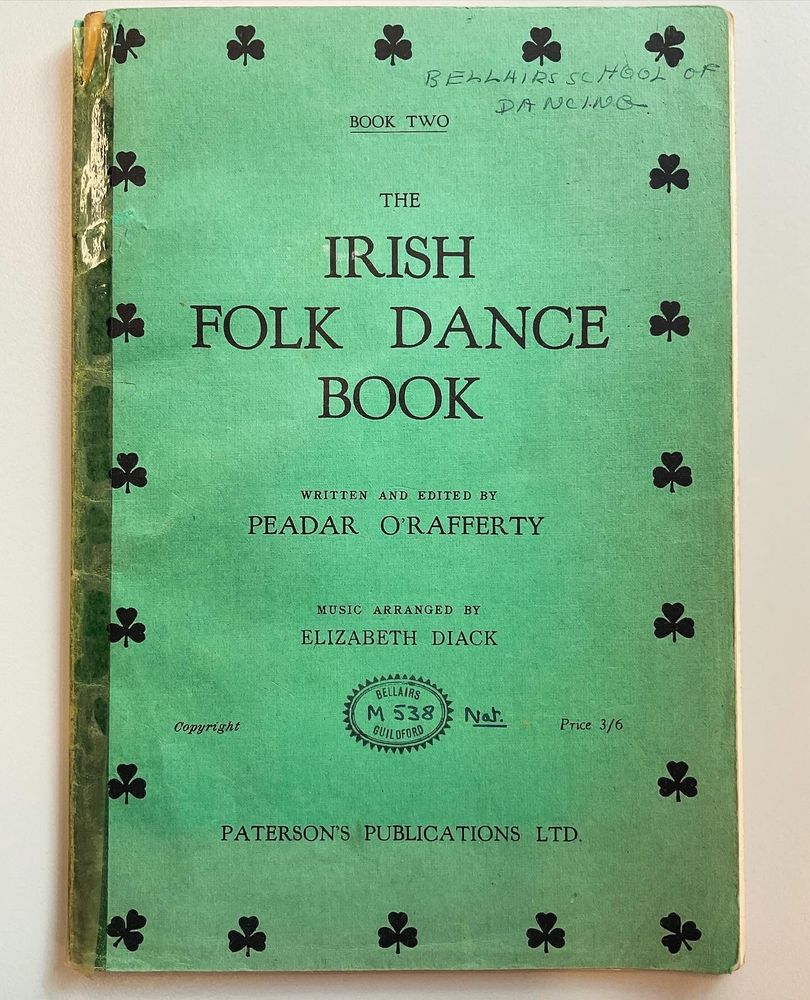 BELLAIRS SCHOOL OF
DANCING
BOOK TWO
THE
IRISH
FOLK DANCE
BOOK
WRITTEN AND EDITED BY
PEADAR O'RAFFERTY
MUSIC ARRANGED BY
ELIZABETH DIACK
BELLAIRS
M 538 Nat.
GUILDFORD
Copyright
Price 3/6
PATERSON'S PUBLICATIONS LTD.